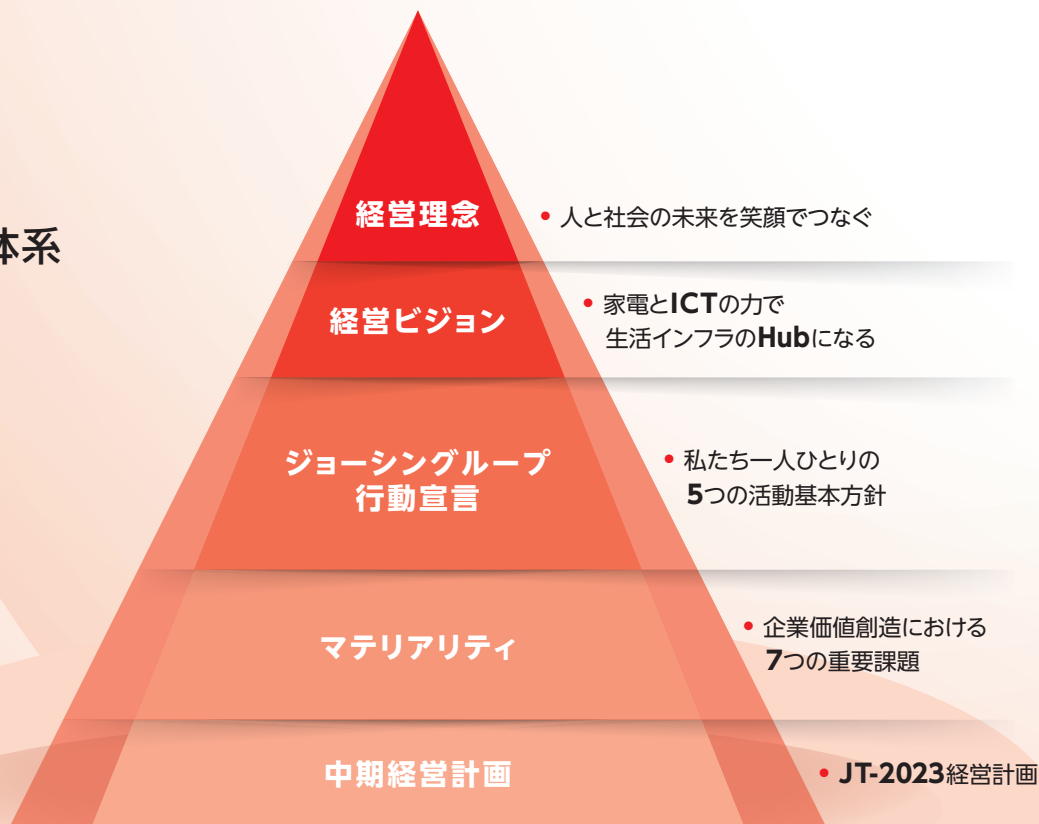 経営理念
• 人と社会の未来を笑顔でつなぐ
体系
経営ビジョン
• 家電とICTの力で
生活インフラのHubになる
ジョーシングループ
行動宣言
• 私たち一人ひとりの
5つの活動基本方針
マテリアリティ
• 企業価値創造における
7つの重要課題
中期経営計画
• JT-2023経営計画